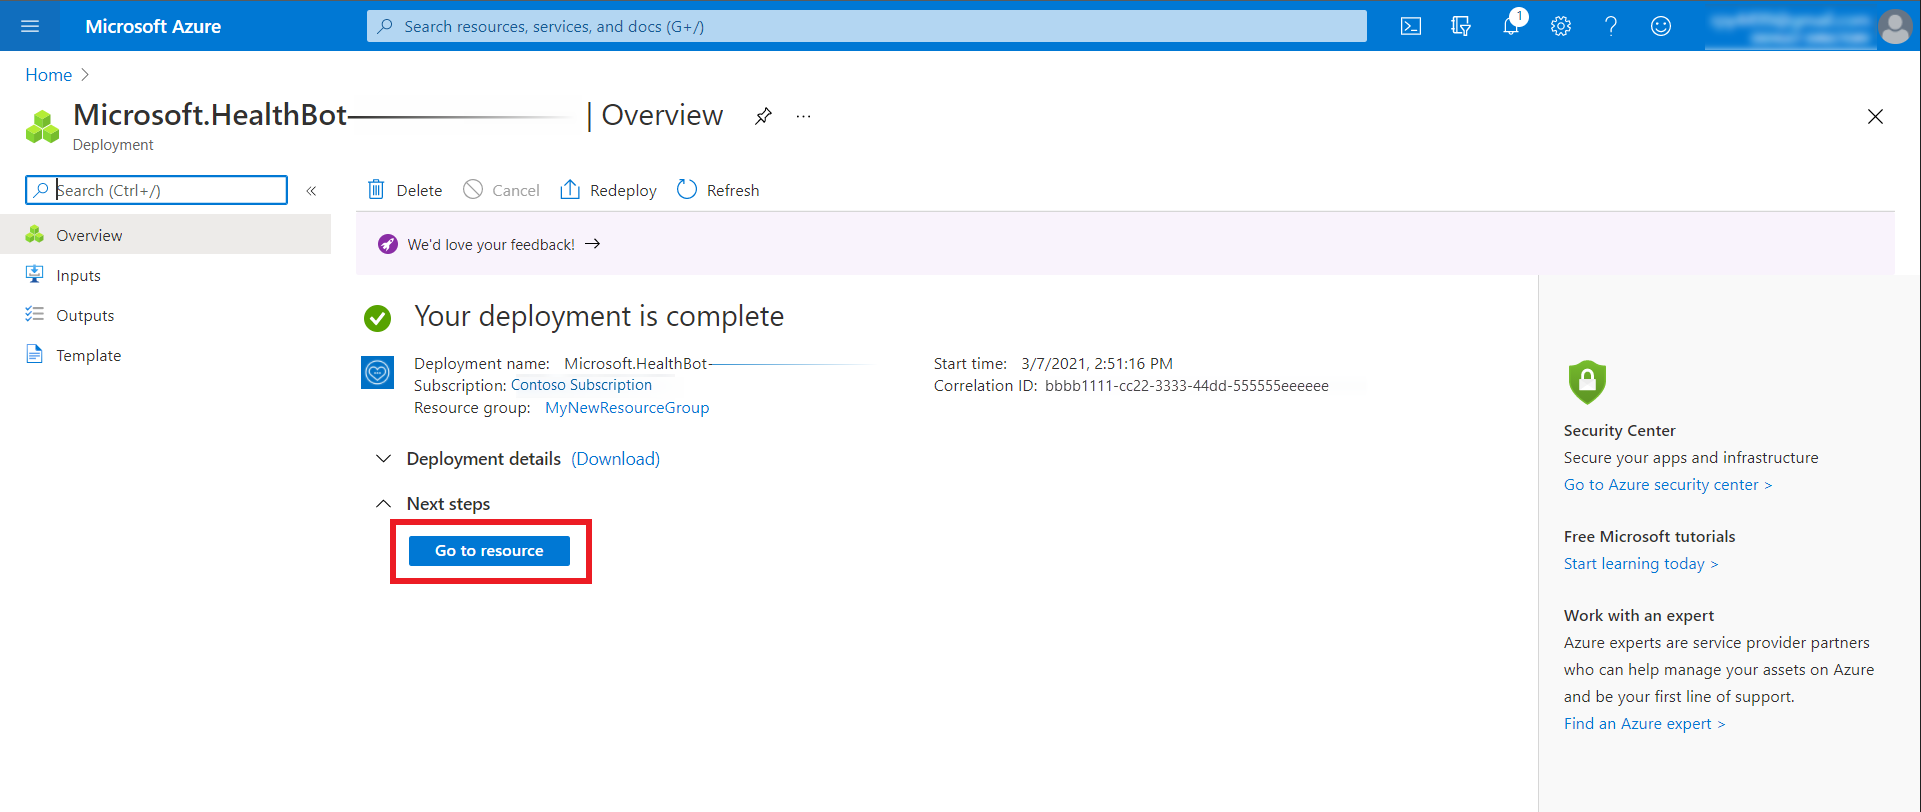 Microsoft Azure
Search resources, services, and docs (G+/)
1
Home
Microsoft.HealthBot
| Overview
...
Deployment
Search (Ctrl+/)
«
Delete
Cancel
Redeploy
Refresh
Overview
Inputs
Outputs
Template
We'd love your feedback! →
Your deployment is complete
Deployment name: Microsoft.HealthBot-
Subscription: Contoso Subscription
Resource group: MyNewResourceGroup
Start time: 3/7/2021, 2:51:16 PM
Correlation ID: bbbb1111-cc22-3333-44dd-555555eeeeee
Deployment details (Download)
Next steps
Go to resource
Security Center
Secure your apps and infrastructure
Go to Azure security center >
Free Microsoft tutorials
Start learning today >
Work with an expert
Azure experts are service provider partners
who can help manage your assets on Azure
and be your first line of support.
Find an Azure expert >